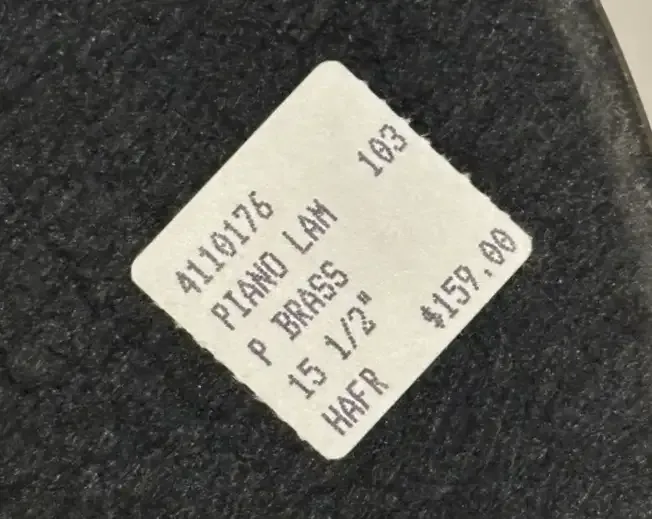 4110176 103
PIANO LAM
P BRASS
15 1/2"
HAFR $159.00